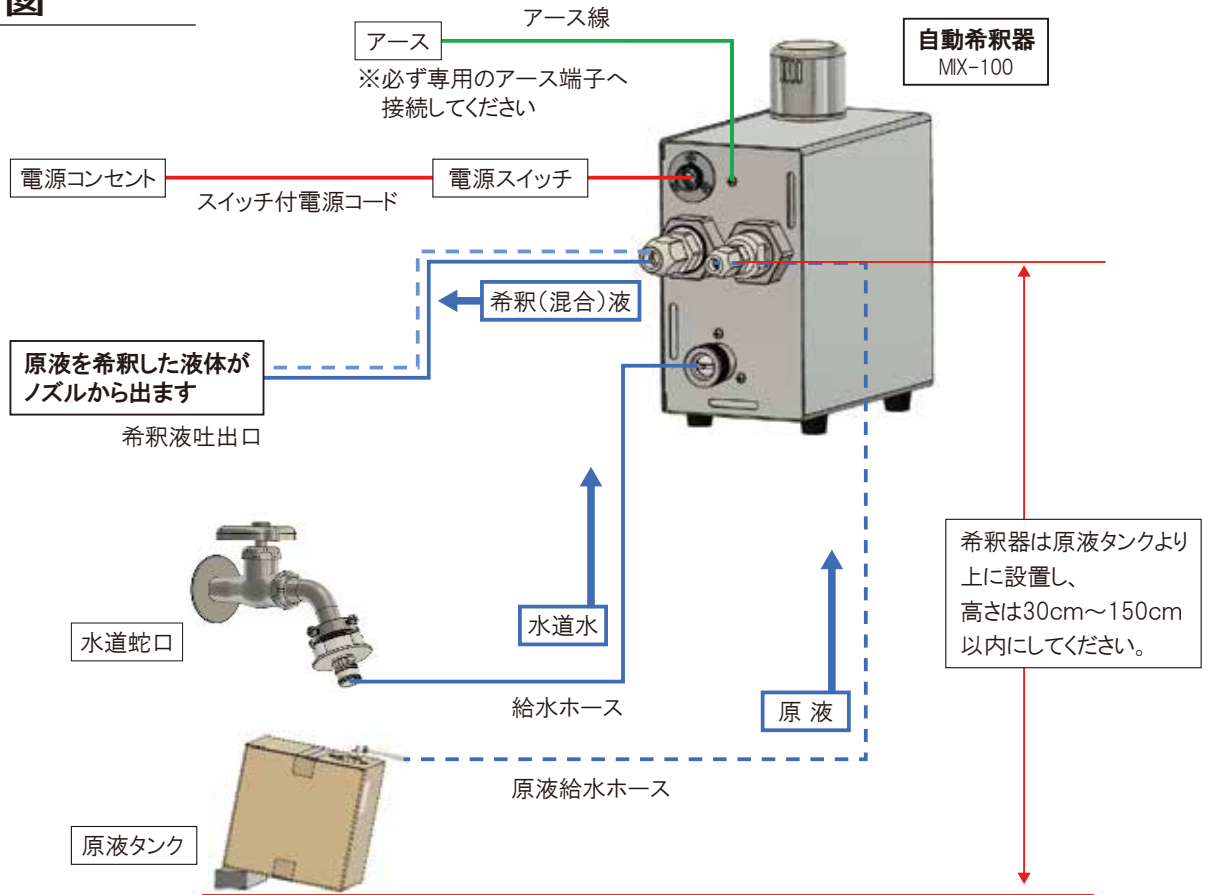 図
アース線
アース
※必ず専用のアース端子へ
接続してください
自動希釈器
MIX-100
電源コンセント
電源スイッチ
スイッチ付電源コード
希釈(混合)液
原液を希釈した液体が
ノズルから出ます
希釈液吐出口
希釈器は原液タンクより
上に設置し、
高さは30cm～150cm
以内にしてください。
水道水
水道蛇口
給水ホース
原 液
原液給水ホース
原液タンク